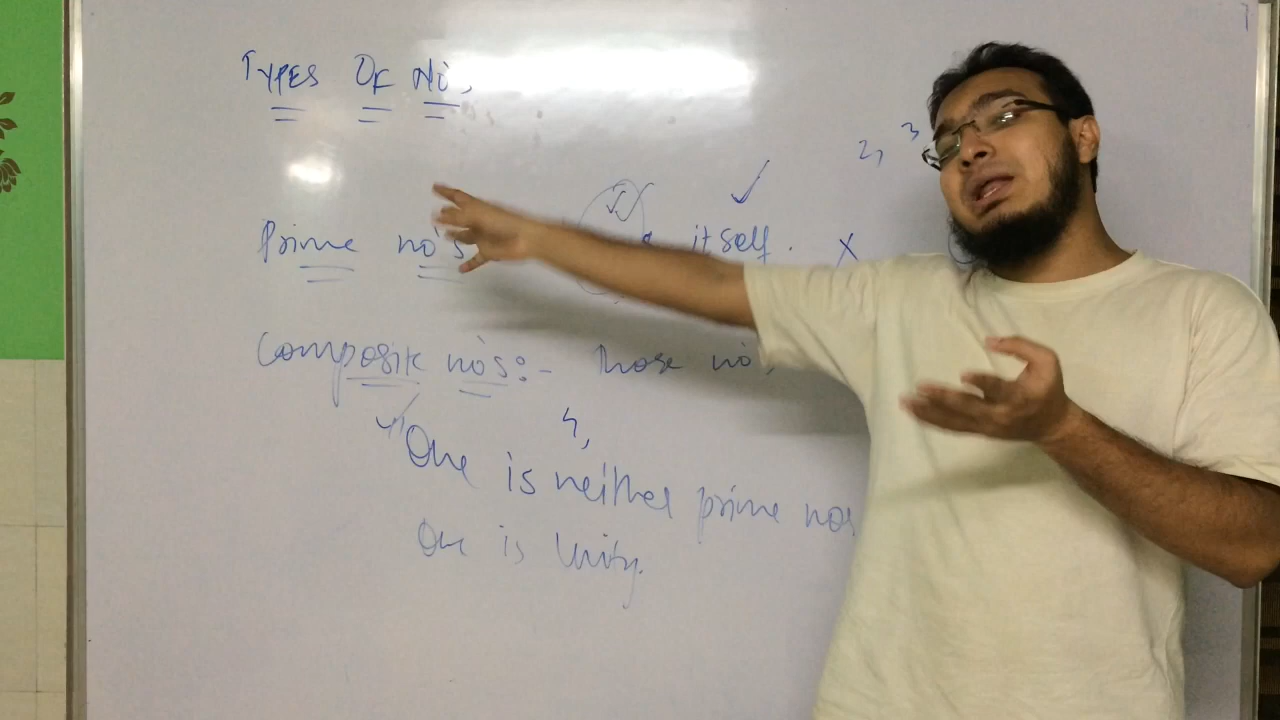 TYPES OF NO,
2, 3
Prime no's itself. X
Composite no's:- Those no,
4,
One is neither prime nor
One is Unity.